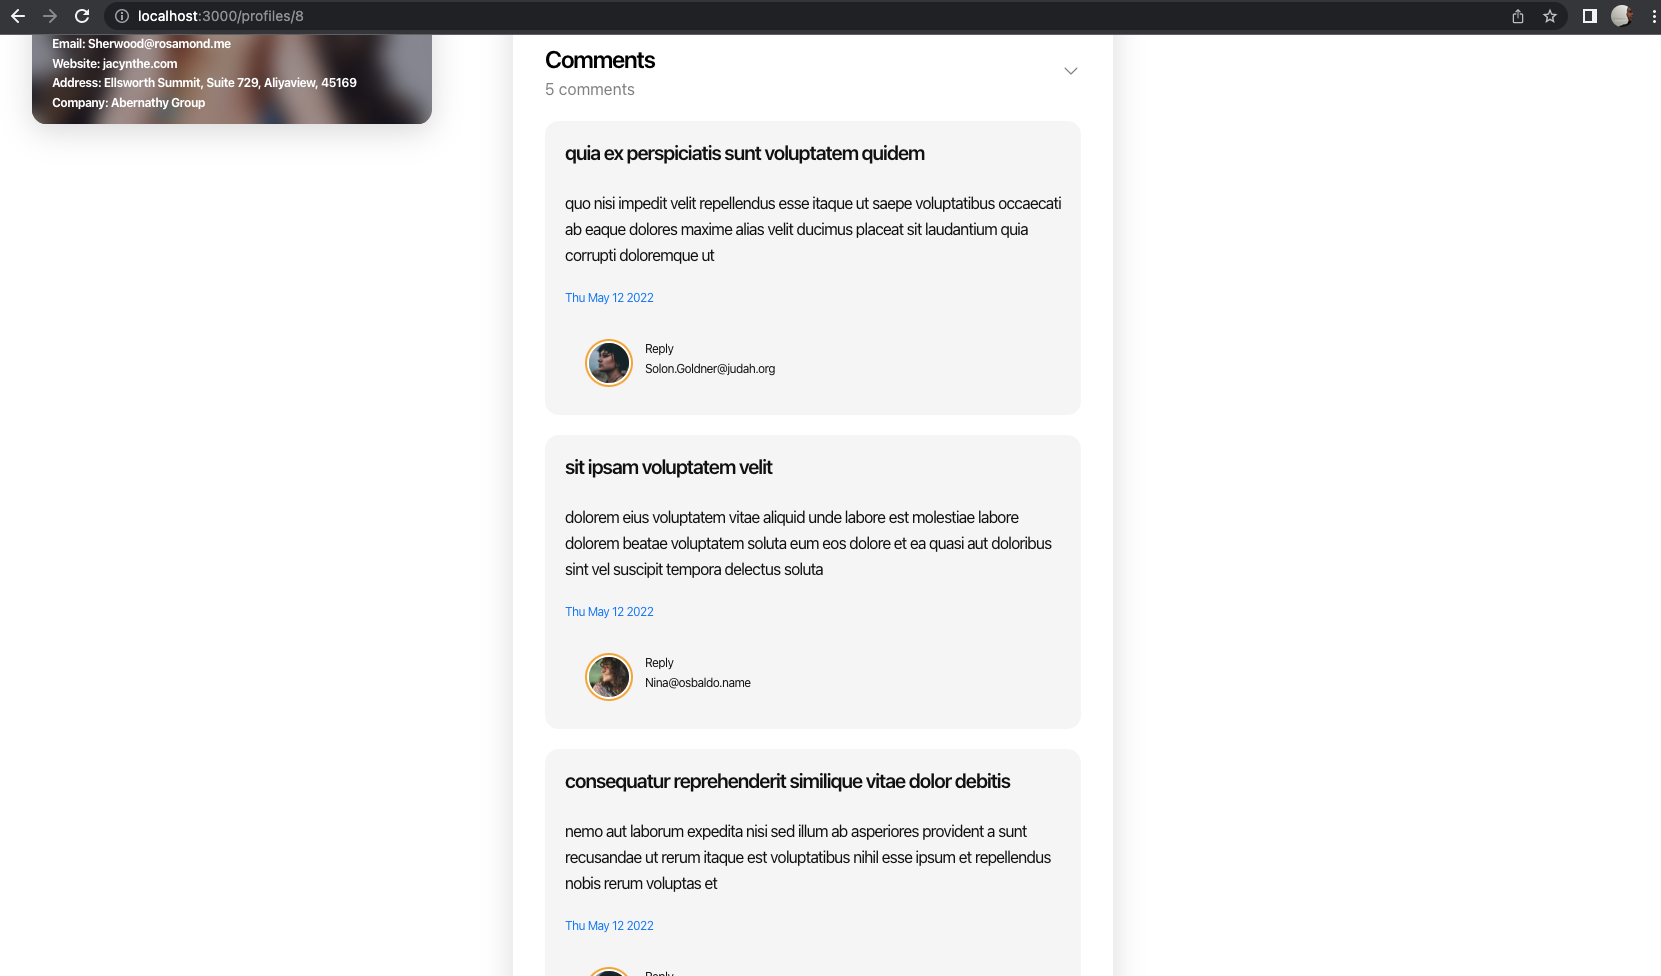 localhost:3000/profiles/8
Email: Sherwood@rosamond.me
Website: jacynthe.com
Address: Ellsworth Summit, Suite 729, Aliyaview, 45169
Company: Abernathy Group
Comments
5 comments
quia ex perspiciatis sunt voluptatem quidem
quo nisi impedit velit repellendus esse itaque ut saepe voluptatibus occaecati
ab eaque dolores maxime alias velit ducimus placeat sit laudantium quia
corrupti doloremque ut
Thu May 12 2022
Reply
Solon.Goldner@judah.org
sit ipsam voluptatem velit
dolorem eius voluptatem vitae aliquid unde labore est molestiae labore
dolorem beatae voluptatem soluta eum eos dolore et ea quasi aut doloribus
sint vel suscipit tempora delectus soluta
Thu May 12 2022
Reply
Nina@osbaldo.name
consequatur reprehenderit similique vitae dolor debitis
nemo aut laborum expedita nisi sed illum ab asperiores provident a sunt
recusandae ut rerum itaque est voluptatibus nihil esse ipsum et repellendus
nobis rerum voluptas et
Thu May 12 2022
Reply